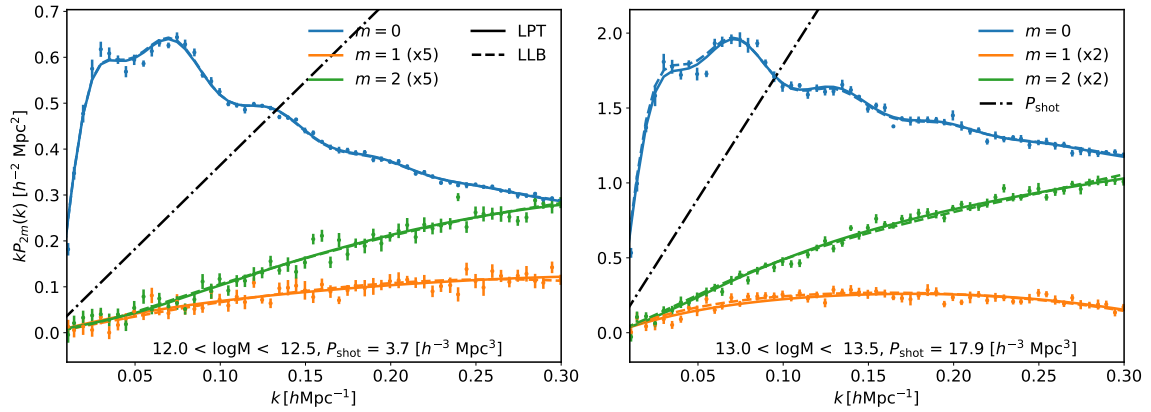 0.7
0.6
0.5
0.4
0.3
0.2
0.1
0.0
kP₂ₘ(k) [h⁻² Mpc²]
m = 0
m = 1 (x5)
m = 2 (x5)
LPT
LLB
12.0 < logM < 12.5, P_shot = 3.7 [h⁻³ Mpc³]
0.05 0.10 0.15 0.20 0.25 0.30
k [hMpc⁻¹]
2.0
1.5
1.0
0.5
0.0
m = 0
m = 1 (x2)
m = 2 (x2)
P_shot
13.0 < logM < 13.5, P_shot = 17.9 [h⁻³ Mpc³]
0.05 0.10 0.15 0.20 0.25 0.30
k [hMpc⁻¹]